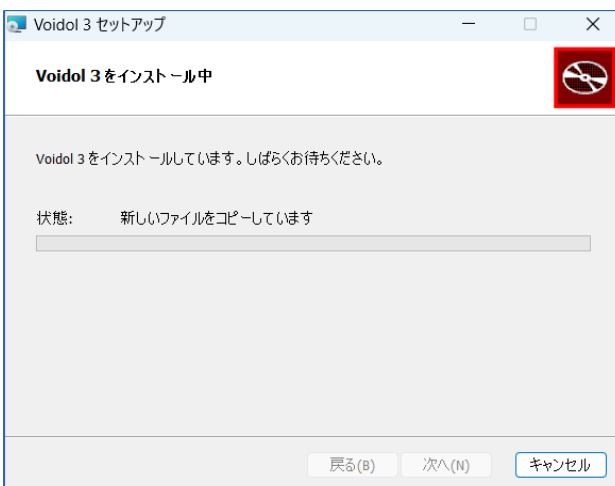 Voidol 3 セットアップ
Voidol 3 をインストール中
Voidol 3 をインストールしています。しばらくお待ちください。
状態: 新しいファイルをコピーしています
戻る(B) 次へ(N) キャンセル